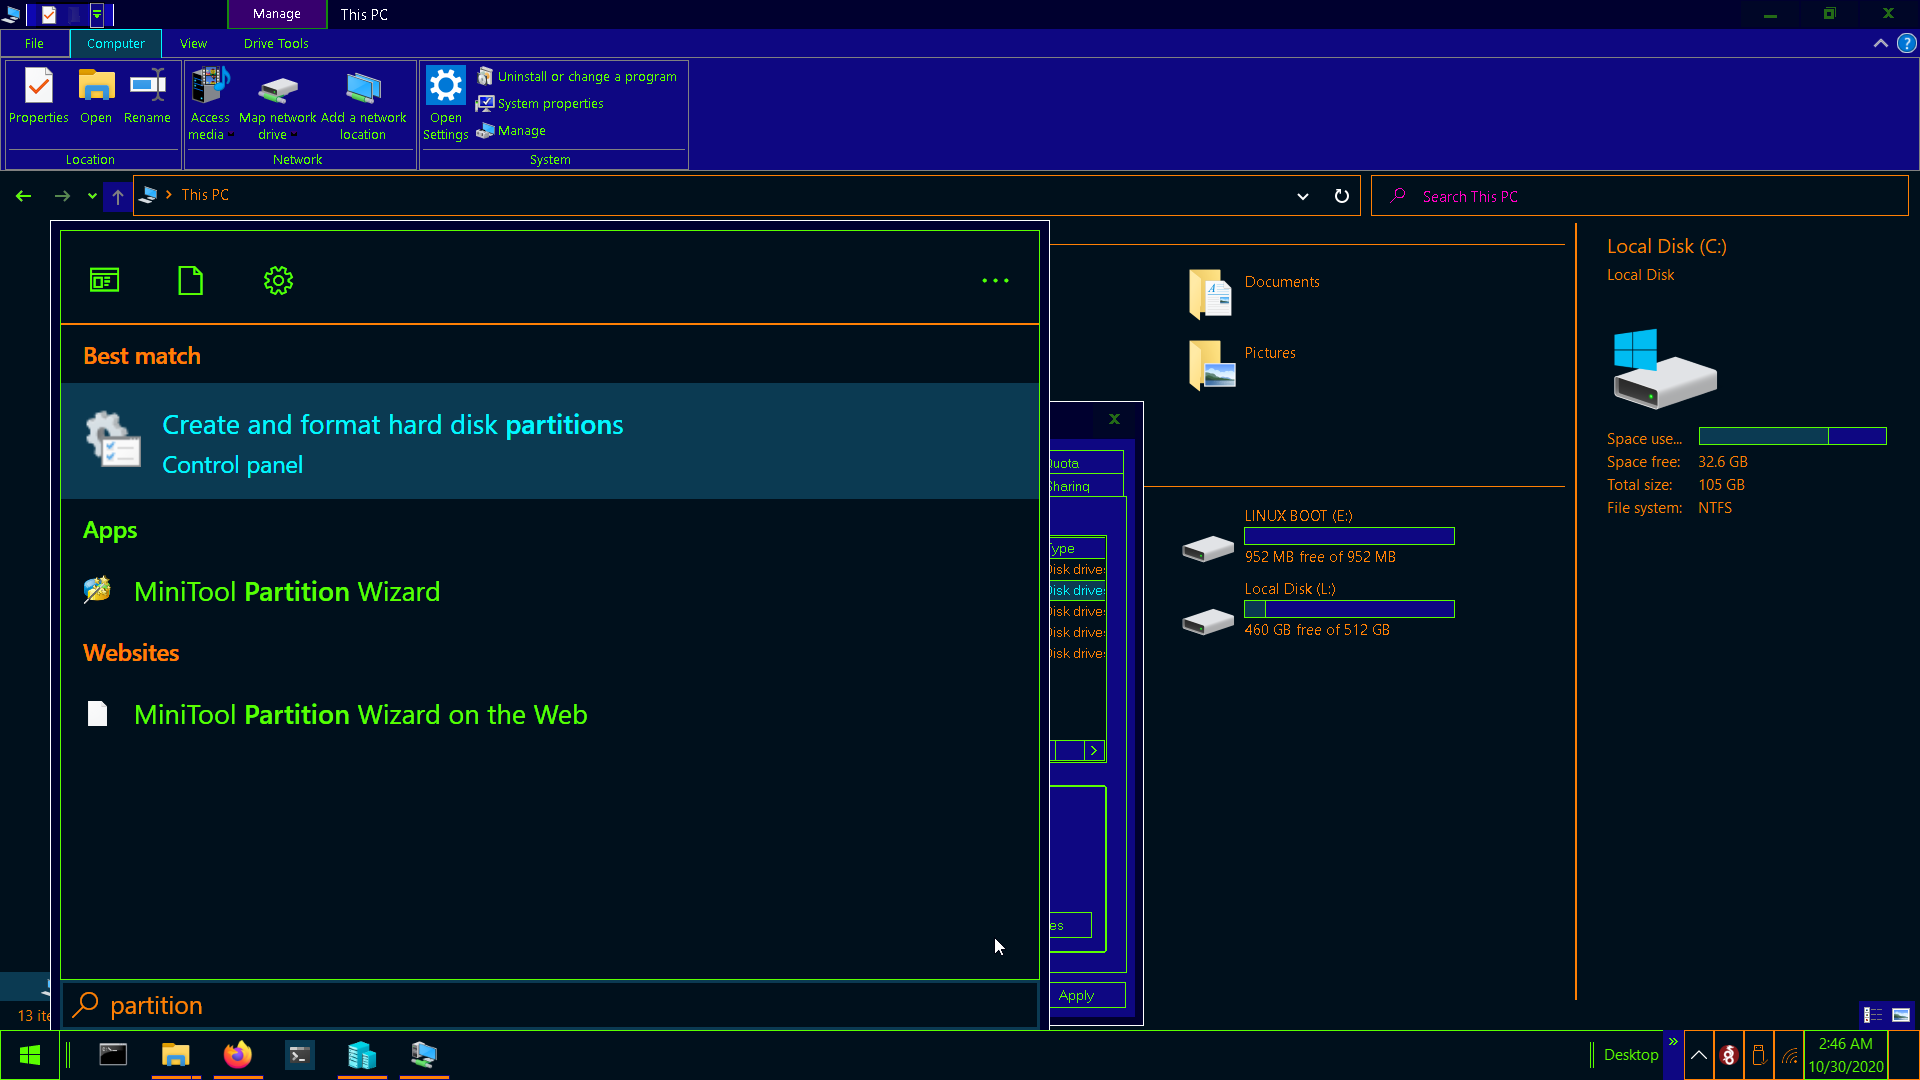 Manage
This PC
File
Computer
View
Drive Tools
Properties
Open
Rename
Access media
Map network drive
Add a network location
Open Settings
Uninstall or change a program
System properties
Manage
Location
Network
System
This PC
Search This PC
Best match
Create and format hard disk partitions
Control panel
Apps
MiniTool Partition Wizard
Websites
MiniTool Partition Wizard on the Web
partition
Documents
Pictures
uota
Sharing
Type
Disk drive
Disk drive
Disk drive
Disk drive
Disk drive
es
Apply
LINUX BOOT (E:)
952 MB free of 952 MB
Local Disk (L:)
460 GB free of 512 GB
Local Disk (C:)
Local Disk
Space use...
Space free: 32.6 GB
Total size: 105 GB
File system: NTFS
13 ite
Desktop
2:46 AM
10/30/2020